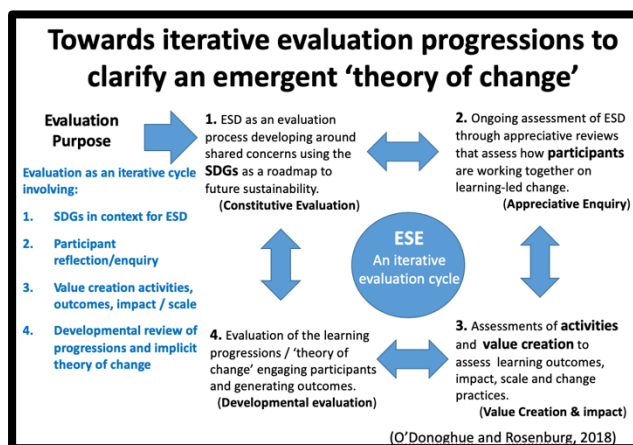 Towards iterative evaluation progressions to
clarify an emergent ‘theory of change’
Evaluation
Purpose
Evaluation as an iterative cycle
involving:
1. SDGs in context for ESD
2. Participant
reflection/enquiry
3. Value creation activities,
outcomes, impact / scale
4. Developmental review of
progressions and implicit
theory of change
1. ESD as an evaluation
process developing around
shared concerns using the
SDGs as a roadmap to
future sustainability.
(Constitutive Evaluation)
2. Ongoing assessment of ESD
through appreciative reviews
that assess how participants
are working together on
learning-led change.
(Appreciative Enquiry)
ESE
An iterative
evaluation cycle
4. Evaluation of the learning
progressions / ‘theory of
change’ engaging participants
and generating outcomes.
(Developmental evaluation)
3. Assessments of activities
and value creation to
assess learning outcomes,
impact, scale and change
practices.
(Value Creation & impact)
(O’Donoghue and Rosenburg, 2018)